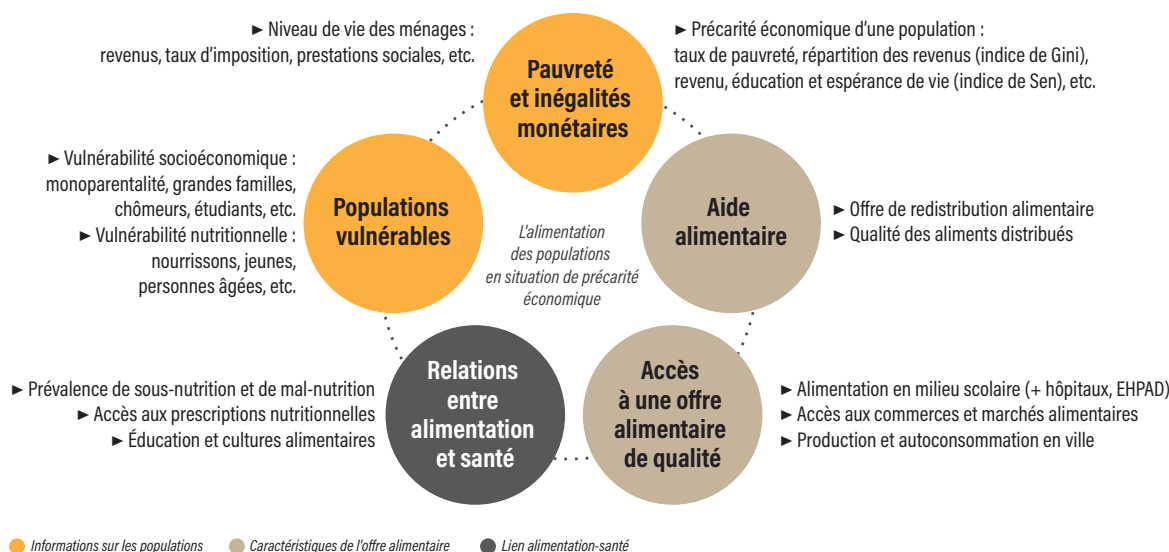 ► Niveau de vie des ménages :
revenus, taux d'imposition, prestations sociales, etc.
Pauvreté
et inégalités
monétaires
► Précarité économique d'une population :
taux de pauvreté, répartition des revenus (indice de Gini),
revenu, éducation et espérance de vie (indice de Sen), etc.
► Vulnérabilité socioéconomique :
monoparentalité, grandes familles,
chômeurs, étudiants, etc.
► Vulnérabilité nutritionnelle :
nourrissons, jeunes,
personnes âgées, etc.
Populations
vulnérables
L'alimentation
des populations
en situation de précarité
économique
Aide
alimentaire
► Offre de redistribution alimentaire
► Qualité des aliments distribués
► Prévalence de sous-nutrition et de mal-nutrition
► Accès aux prescriptions nutritionnelles
► Éducation et cultures alimentaires
Relations
entre
alimentation
et santé
Accès
à une offre
alimentaire
de qualité
► Alimentation en milieu scolaire (+ hôpitaux, EHPAD)
► Accès aux commerces et marchés alimentaires
► Production et autoconsommation en ville
Informations sur les populations
Caractéristiques de l'offre alimentaire
Lien alimentation-santé